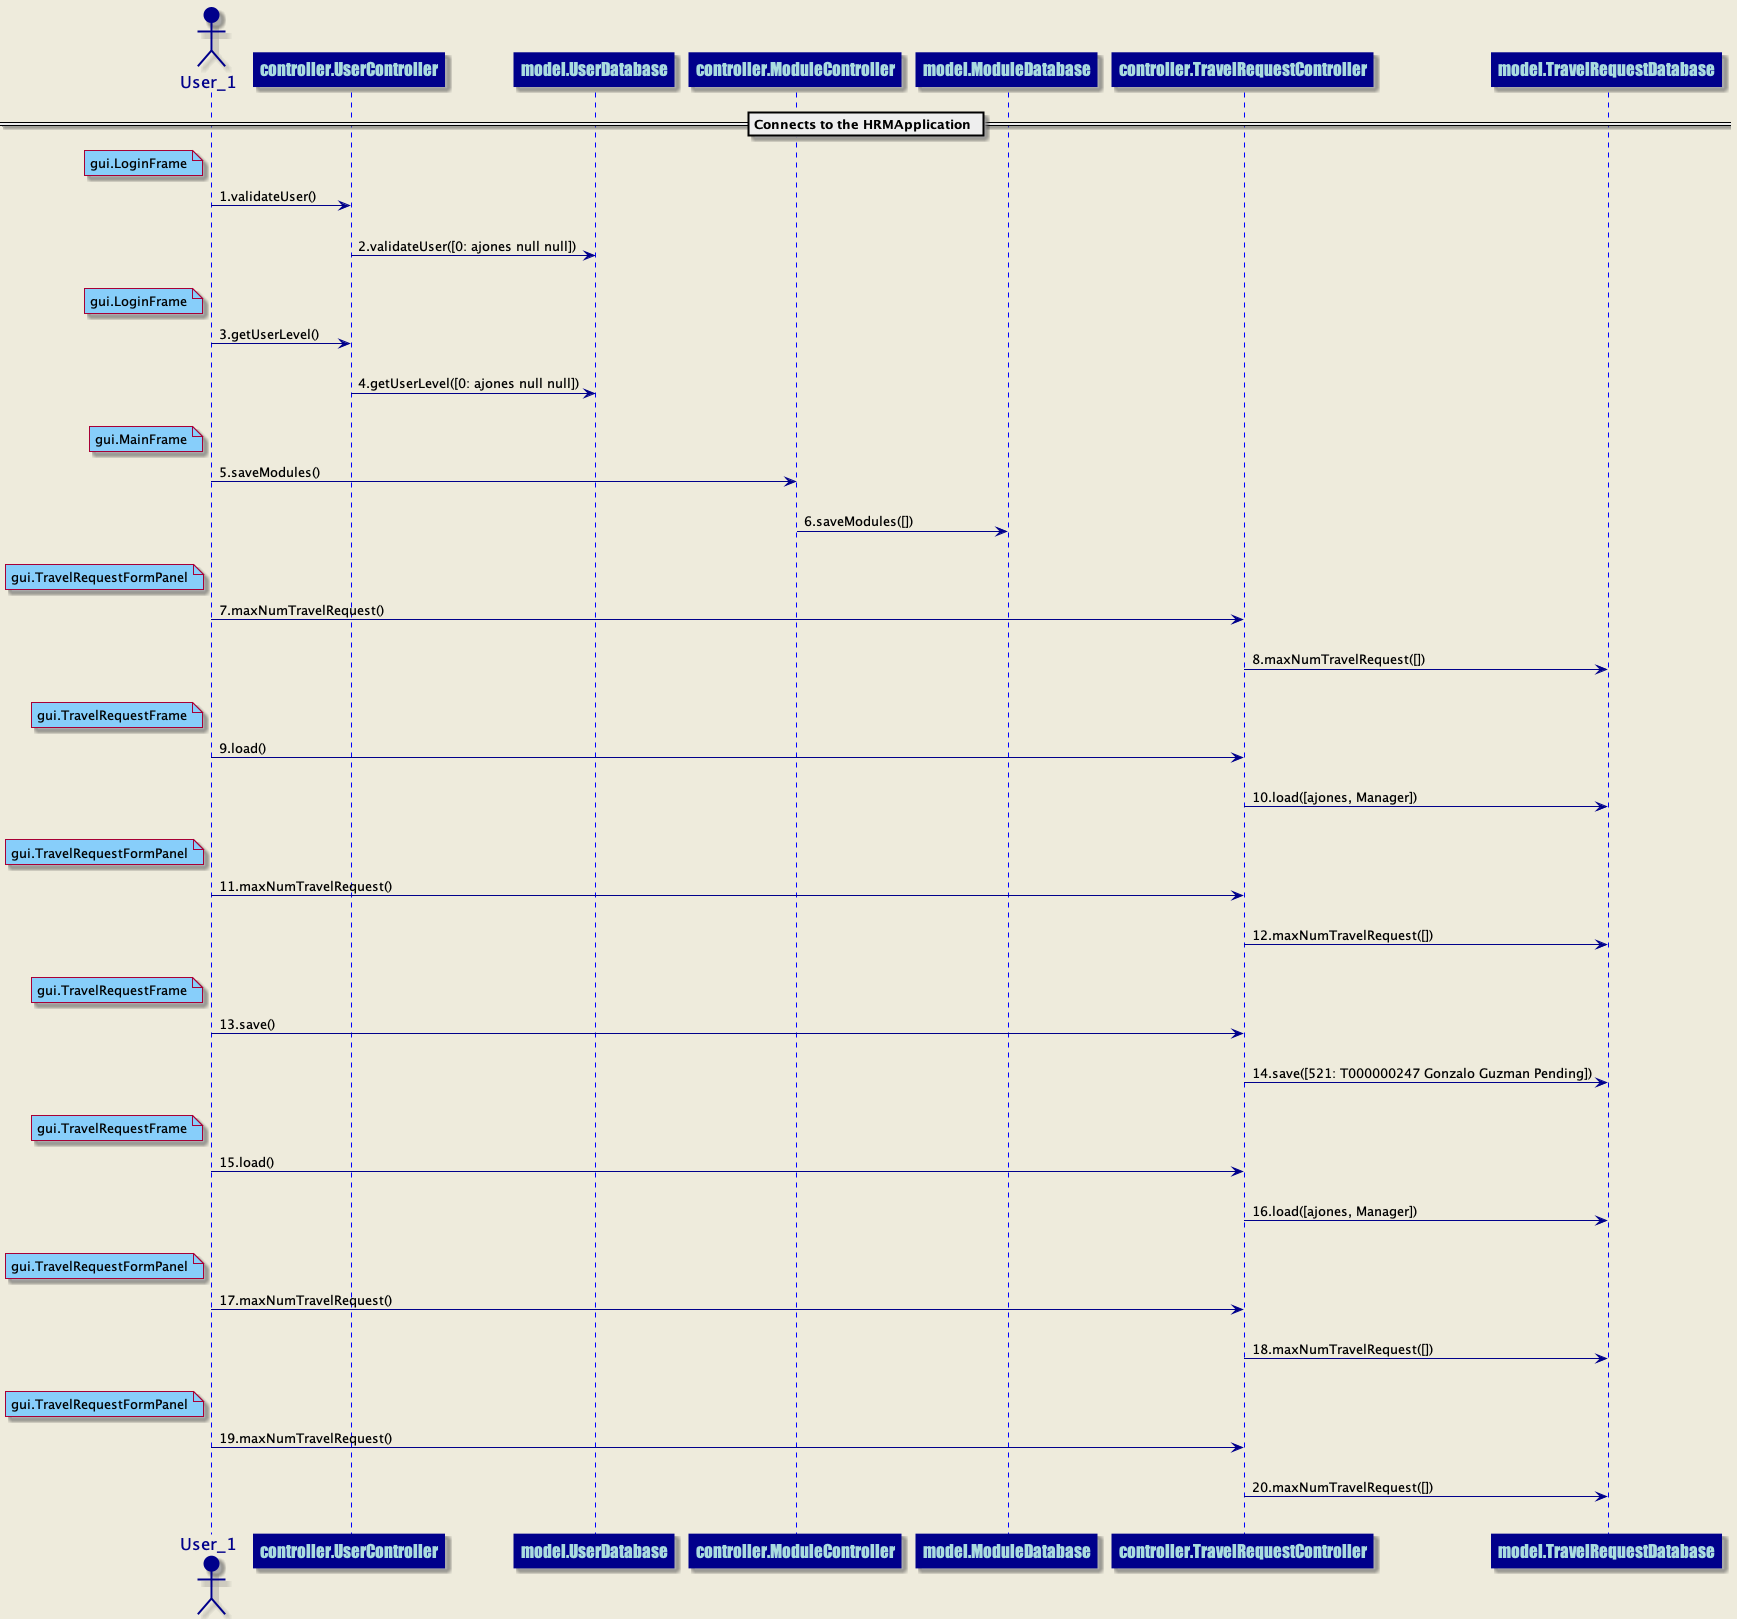 User_1
controller.UserController
model.UserDatabase
controller.ModuleController
model.ModuleDatabase
controller.TravelRequestController
model.TravelRequestDatabase
Connects to the HRMApplication
gui.LoginFrame
1.validateUser()
2.validateUser([0: ajones null null])
gui.LoginFrame
3.getUserLevel()
4.getUserLevel([0: ajones null null])
gui.MainFrame
5.saveModules()
6.saveModules([])
gui.TravelRequestFormPanel
7.maxNumTravelRequest()
8.maxNumTravelRequest([])
gui.TravelRequestFrame
9.load()
10.load([ajones, Manager])
gui.TravelRequestFormPanel
11.maxNumTravelRequest()
12.maxNumTravelRequest([])
gui.TravelRequestFrame
13.save()
14.save([521: T000000247 Gonzalo Guzman Pending])
gui.TravelRequestFrame
15.load()
16.load([ajones, Manager])
gui.TravelRequestFormPanel
17.maxNumTravelRequest()
18.maxNumTravelRequest([])
gui.TravelRequestFormPanel
19.maxNumTravelRequest()
20.maxNumTravelRequest([])
User_1
controller.UserController
model.UserDatabase
controller.ModuleController
model.ModuleDatabase
controller.TravelRequestController
model.TravelRequestDatabase